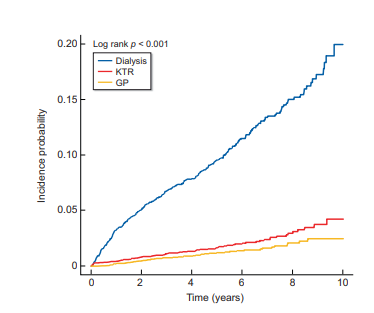 Log rank p < 0.001
Dialysis
KTR
GP
Incidence probability
0.20
0.15
0.10
0.05
0
0 2 4 6 8 10
Time (years)